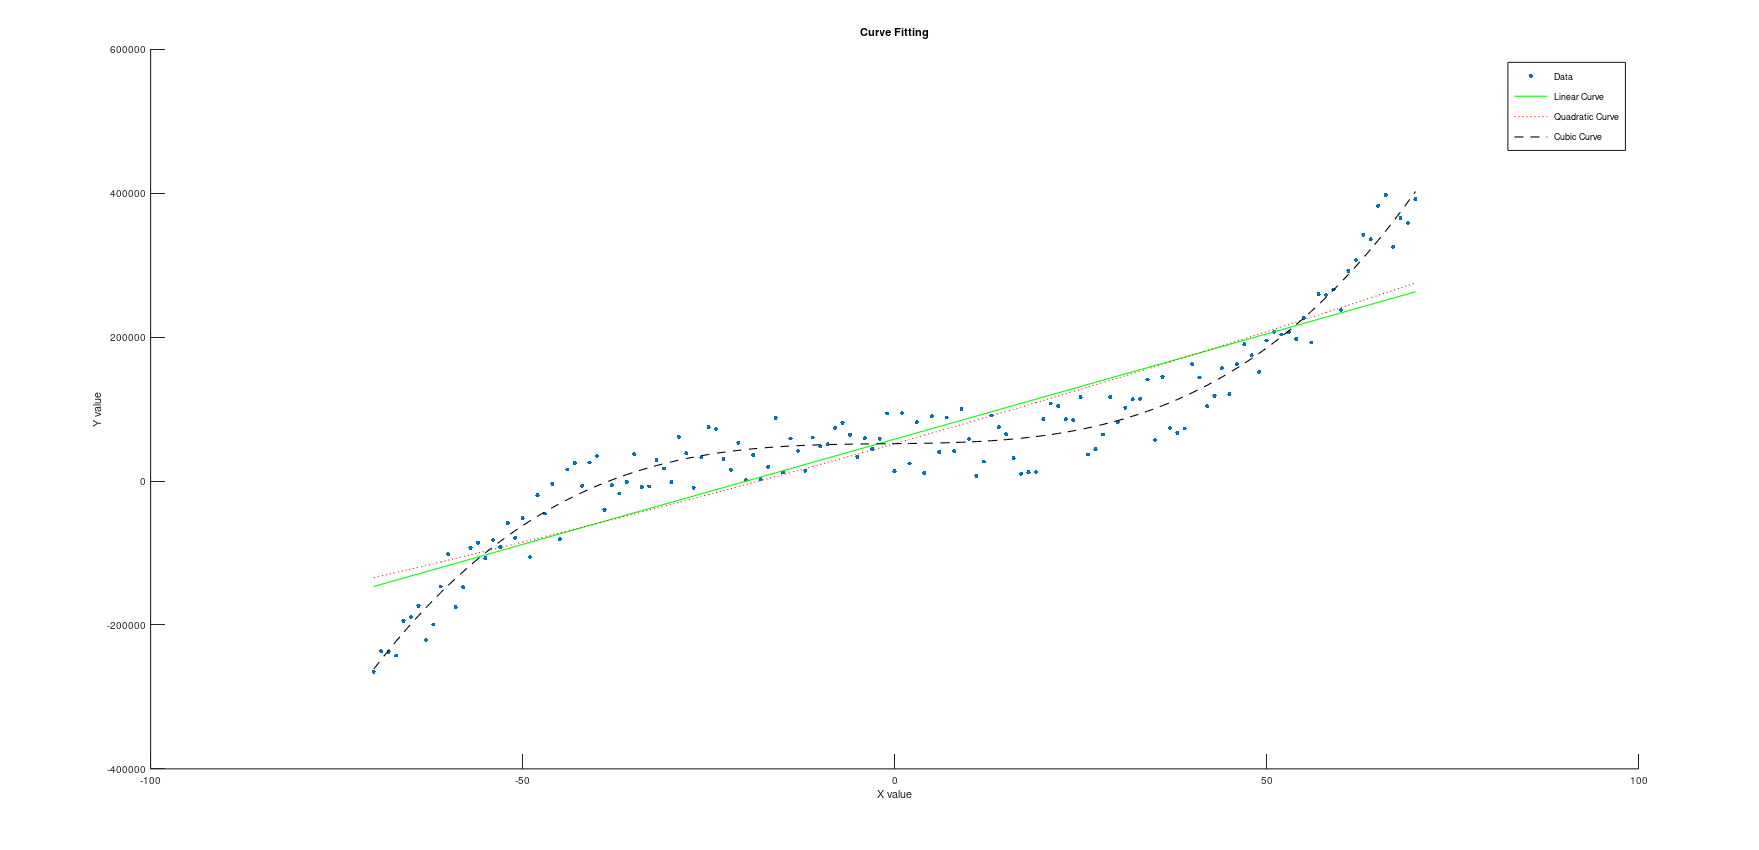 Curve Fitting
600000
400000
200000
0
-200000
-400000
Y value
-100
-50
0
50
100
X value
Data
Linear Curve
Quadratic Curve
Cubic Curve